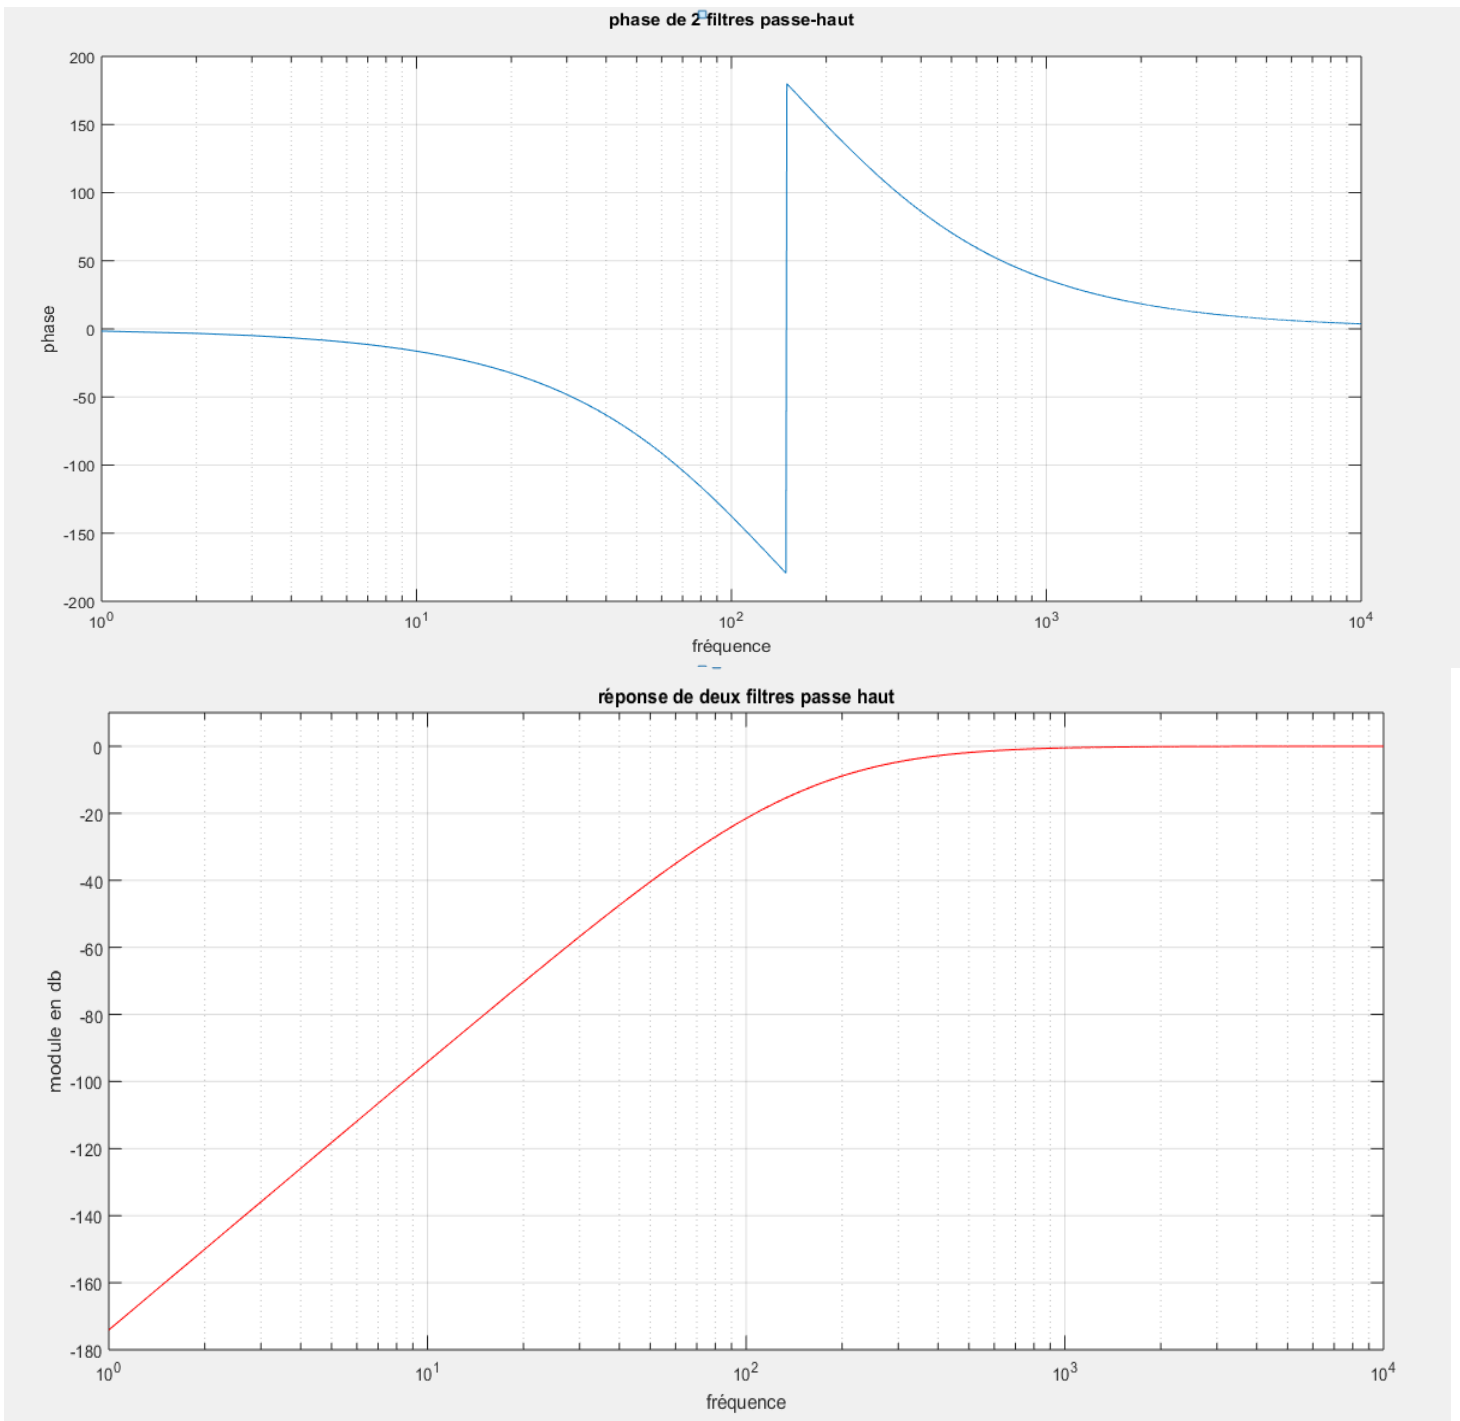 phase de 2 filtres passe-haut
200
150
100
50
0
-50
-100
-150
-200
phase
10^0 10^1 10^2 10^3 10^4
fréquence
réponse de deux filtres passe haut
0
-20
-40
-60
-80
-100
-120
-140
-160
-180
module en db
10^0 10^1 10^2 10^3 10^4
fréquence